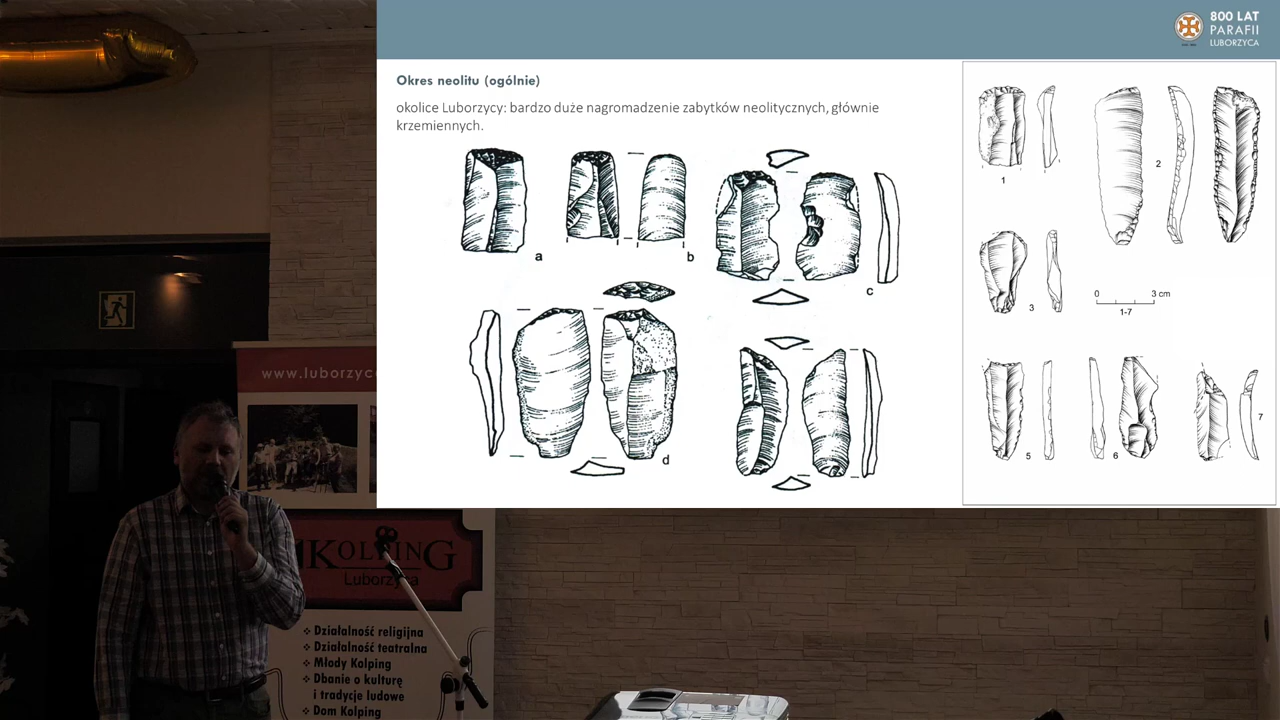 800 LAT
PARAFII
LUBORZYCA
Okres neolitu (ogólnie)
okolice Luborzycy: bardzo duże nagromadzenie zabytków neolitycznych, głównie
krzemiennych.
a
b
c
d
1
2
3
0 3 cm
1-7
5
6
7
www.luborzyc
KOLPING
Luborzyca
❖ Działalność religijna
❖ Działalność teatralna
❖ Młody Kolping
❖ Dbanie o kulturę
i tradycje ludowe
❖ Dom Kolping